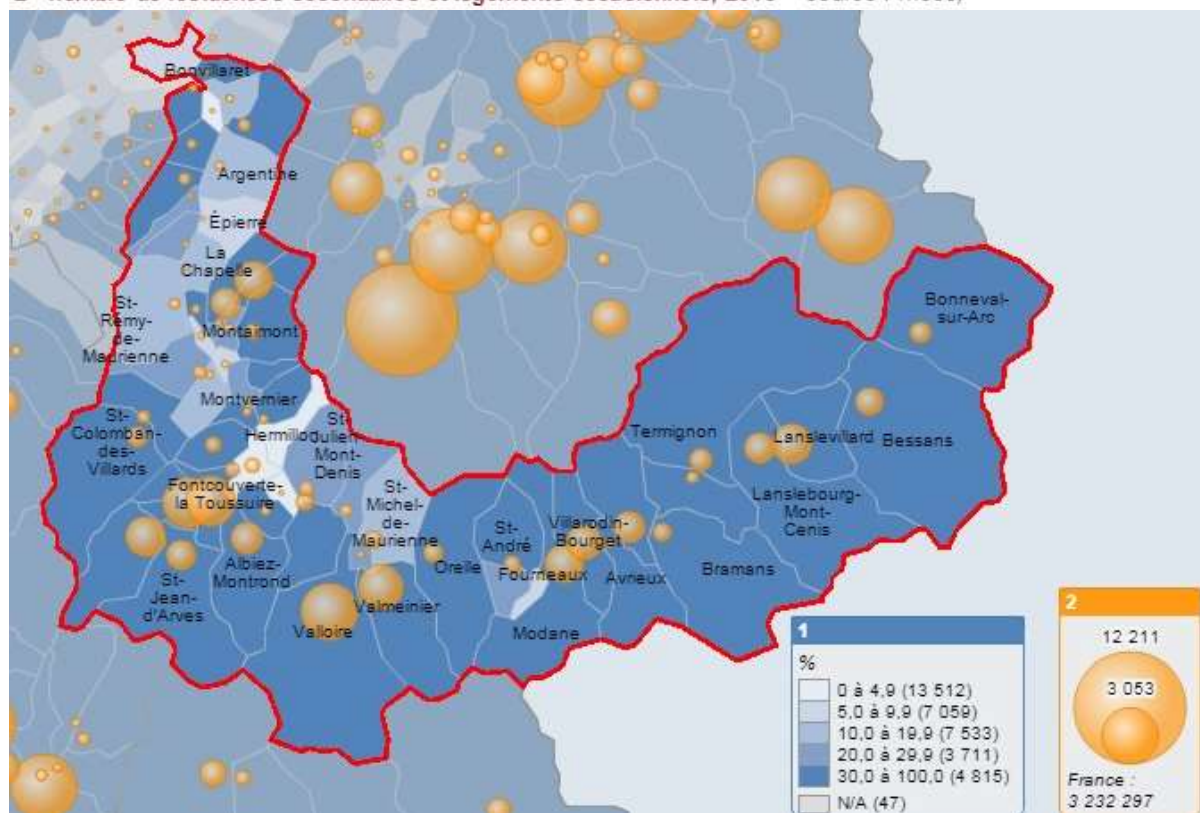 Bonvillaret
Argentine
Épierre
La
Chapelle
St-
Rémy-
de-
Maurienne
Montaimont
Montvernier
St-
Colomban-
des-
Villards
Hermillon
St-
Julien-
Mont-
Denis
Fontcouverte-
la Toussuire
St-
Michel-
de-
Maurienne
Albiez-
Montrond
St-
Jean-
d'Arves
Valloire
Valmeinier
Orelle
St-
André
Fourneaux
Villarodin-
Bourget
Modane
Avrieux
Bramans
Termignon
Lanslevillard
Bessans
Lanslebourg-
Mont-
Cenis
Bonneval-
sur-Arc
1
%
0 à 4,9 (13 512)
5,0 à 9,9 (7 059)
10,0 à 19,9 (7 533)
20,0 à 29,9 (3 711)
30,0 à 100,0 (4 815)
N/A (47)
2
12 211
3 053
France :
3 232 297